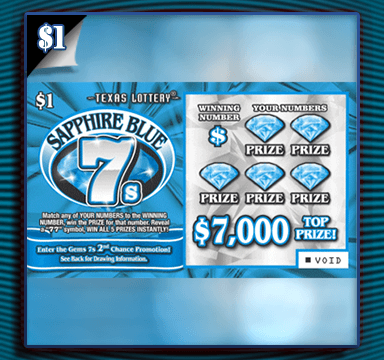 $1
$1
—TEXAS LOTTERY®—
SAPPHIRE BLUE
7s
Match any of YOUR NUMBERS to the WINNING
NUMBER, win the PRIZE for that number. Reveal
a "77" symbol, WIN ALL 5 PRIZES INSTANTLY!
Enter the Gems 7s 2nd Chance Promotion!
See Back for Drawing Information.
WINNING
NUMBER
$
YOUR NUMBERS
PRIZE PRIZE
PRIZE PRIZE PRIZE
$7,000 TOP
PRIZE!
■ VOID